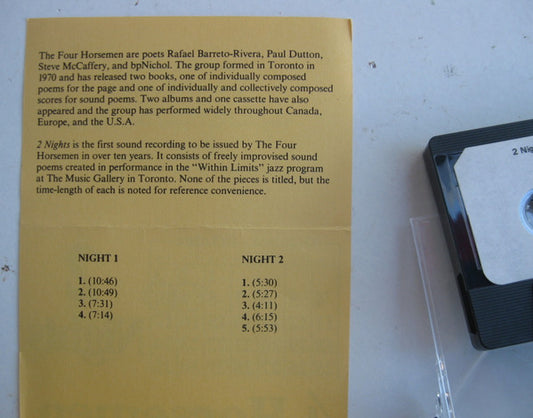 The Four Horsemen are poets Rafael Barreto-Rivera, Paul Dutton,
Steve McCaffery, and bpNichol. The group formed in Toronto in
1970 and has released two books, one of individually composed
poems for the page and one of individually and collectively composed
scores for sound poems. Two albums and one cassette have also
appeared and the group has performed widely throughout Canada,
Europe, and the U.S.A.
2 Nights is the first sound recording to be issued by The Four
Horsemen in over ten years. It consists of freely improvised sound
poems created in performance in the "Within Limits" jazz program
at The Music Gallery in Toronto. None of the pieces is titled, but the
time-length of each is noted for reference convenience.
NIGHT 1
1. (10:46)
2. (10:49)
3. (7:31)
4. (7:14)
NIGHT 2
1. (5:30)
2. (5:27)
3. (4:11)
4. (6:15)
5. (5:53)
2 Nig